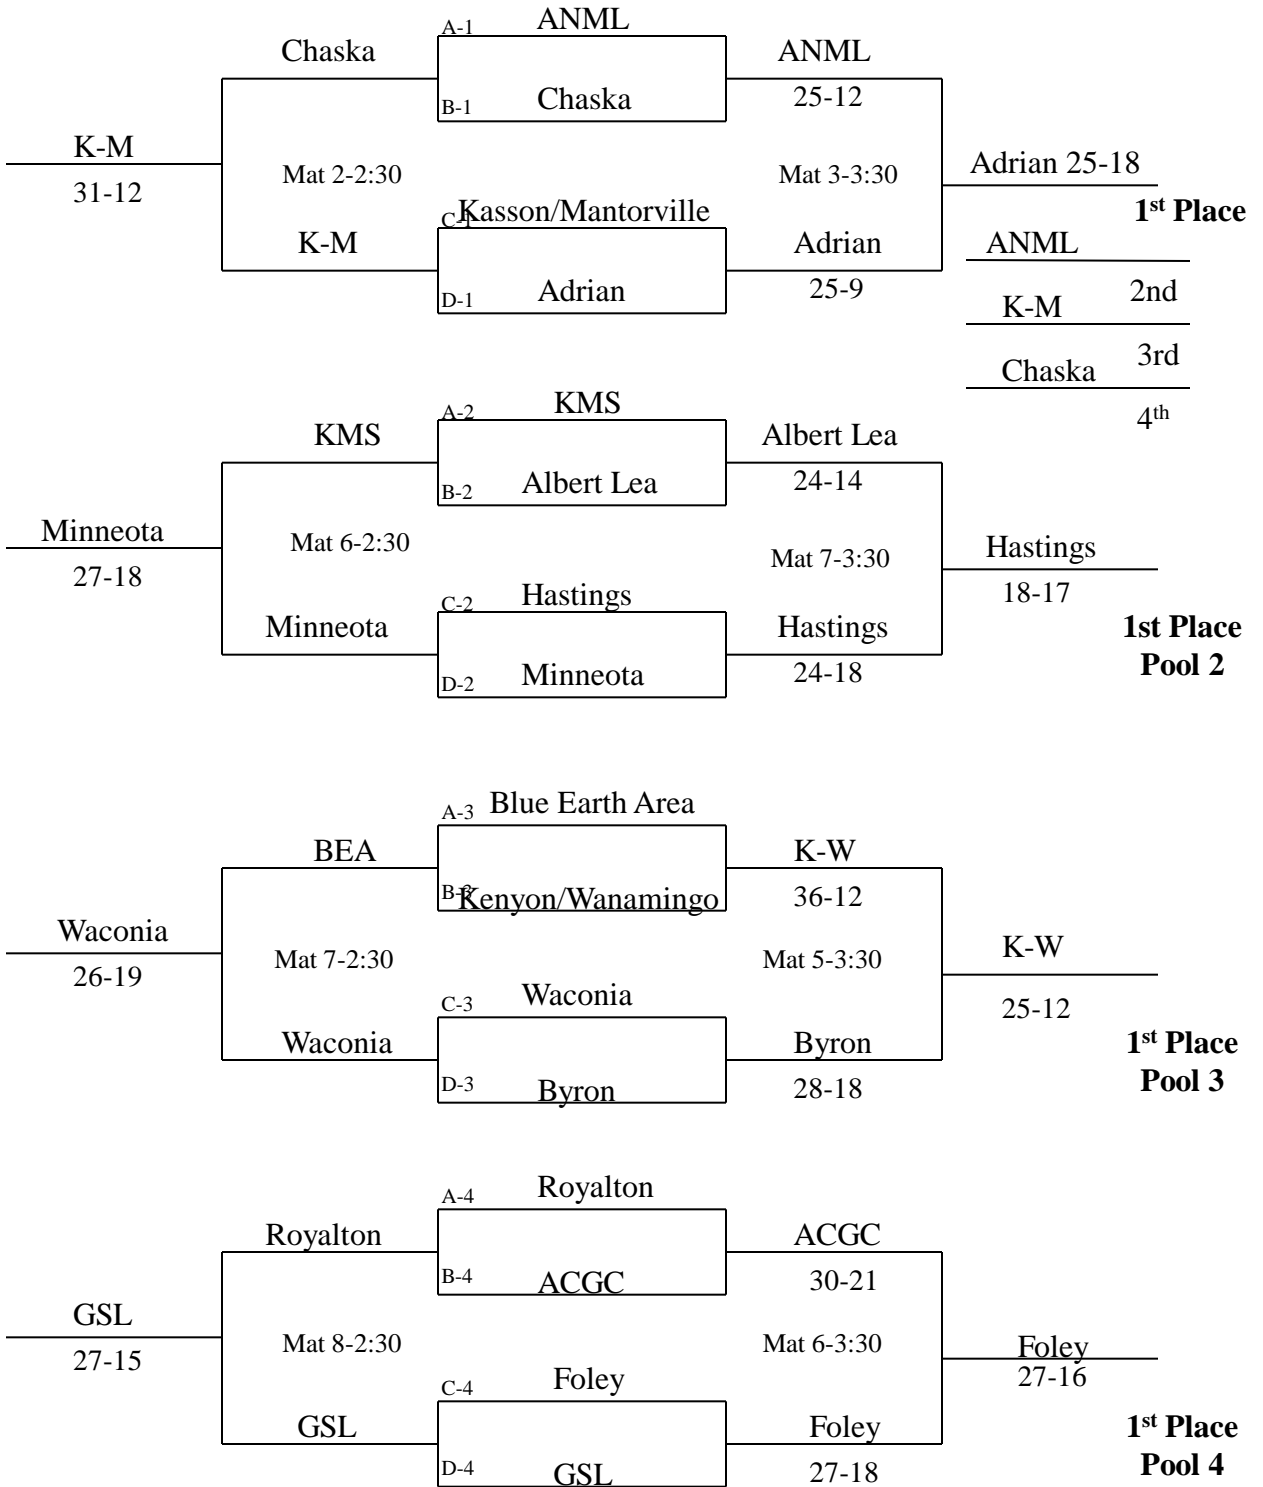 A-1 ANML
Chaska ANML
B-1 Chaska 25-12
K-M
31-12
Mat 2-2:30 Mat 3-3:30
Adrian 25-18
1st Place
C-1 Kasson/Mantorville
K-M Adrian
ANML
D-1 Adrian 25-9
2nd
K-M
3rd
Chaska
4th
A-2 KMS
KMS Albert Lea
B-2 Albert Lea 24-14
Minneota
27-18
Mat 6-2:30 Mat 7-3:30
Hastings
18-17
C-2 Hastings
Minneota Hastings
1st Place
Pool 2
D-2 Minneota 24-18
A-3 Blue Earth Area
BEA K-W
B-3 Kenyon/Wanamingo 36-12
Waconia
26-19
Mat 7-2:30 Mat 5-3:30
K-W
25-12
C-3 Waconia
Waconia Byron
1st Place
Pool 3
D-3 Byron 28-18
A-4 Royalton
Royalton ACGC
B-4 ACGC 30-21
GSL
27-15
Mat 8-2:30 Mat 6-3:30
Foley
27-16
C-4 Foley
GSL Foley
1st Place
Pool 4
D-4 GSL 27-18